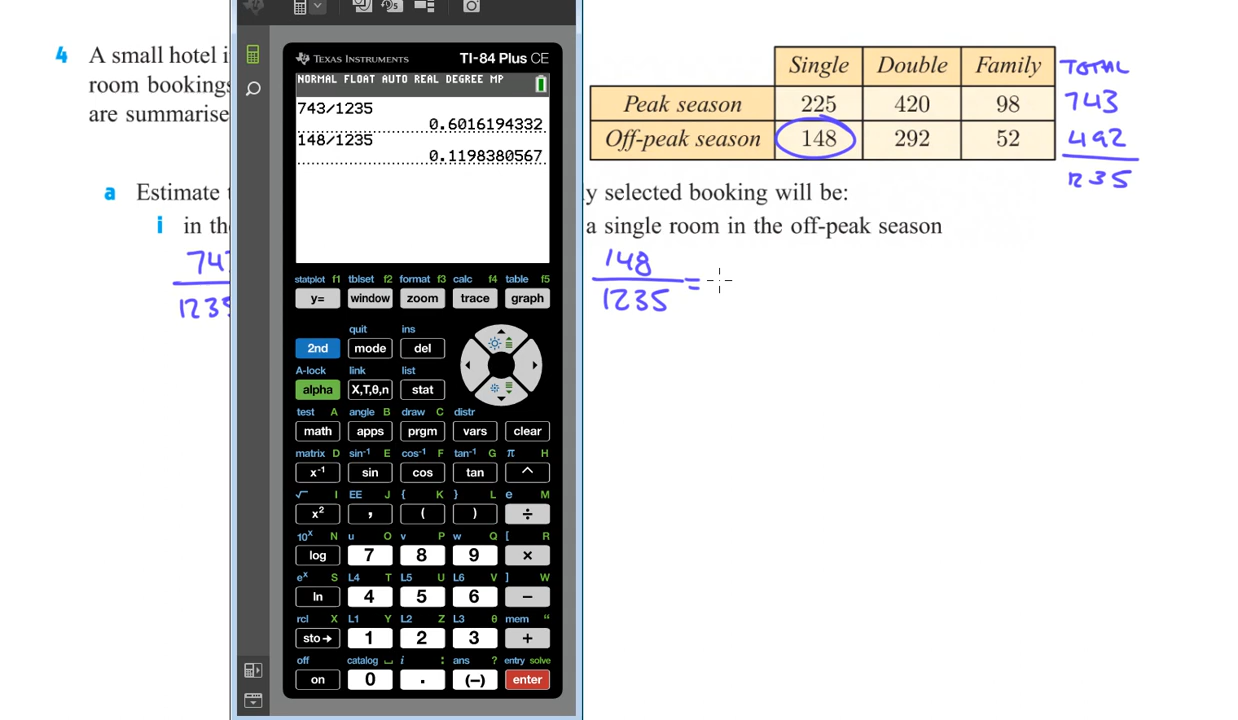 4 A small hotel i
room bookings
are summarise
Single Double Family TOTAL
Peak season 225 420 98 743
Off-peak season 148 292 52 492
1235
a Estimate t
ly selected booking will be:
i in th
a single room in the off-peak season
743
1235
148
1235 =
TEXAS INSTRUMENTS TI-84 Plus CE
NORMAL FLOAT AUTO REAL DEGREE MP
743/1235
0.6016194332
148/1235
0.1198380567
statplot f1 tblset f2 format f3 calc f4 table f5
y= window zoom trace graph
quit ins
2nd mode del
A-lock link list
alpha X,T,θ,n stat
test A angle B draw C distr
math apps prgm vars clear
matrix D sin⁻¹ E cos⁻¹ F tan⁻¹ G π H
x⁻¹ sin cos tan ^
√ I EE J { K } L e M
x² , ( ) ÷
10ˣ N u O v P w Q [ R
log 7 8 9 ×
eˣ S L4 T L5 U L6 V ] W
ln 4 5 6 −
rcl X L1 Y L2 Z L3 θ mem "
sto→ 1 2 3 +
off catalog ␣ i : ans ? entry solve
on 0 . (−) enter